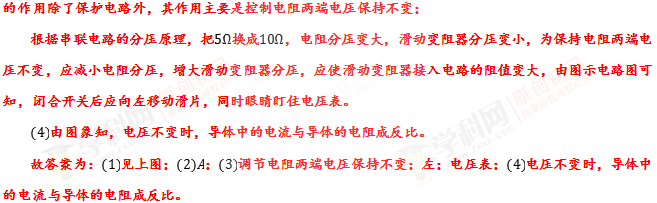 的作用除了保护电路外，其作用主要是控制电阻两端电压保持不变；
根据串联电路的分压原理，把5Ω换成10Ω，电阻分压变大，滑动变阻器分压变小，为保持电阻两端电
压不变，应减小电阻分压，增大滑动变阻器分压，应使滑动变阻器接入电路的阻值变大，由图示电路图可
知，闭合开关后应向左移动滑片，同时眼睛盯住电压表。
(4)由图象知，电压不变时，导体中的电流与导体的电阻成反比。
故答案为：(1)见上图；(2)A；(3)调节电阻两端电压保持不变；左；电压表；(4)电压不变时，导体中
的电流与导体的电阻成反比。